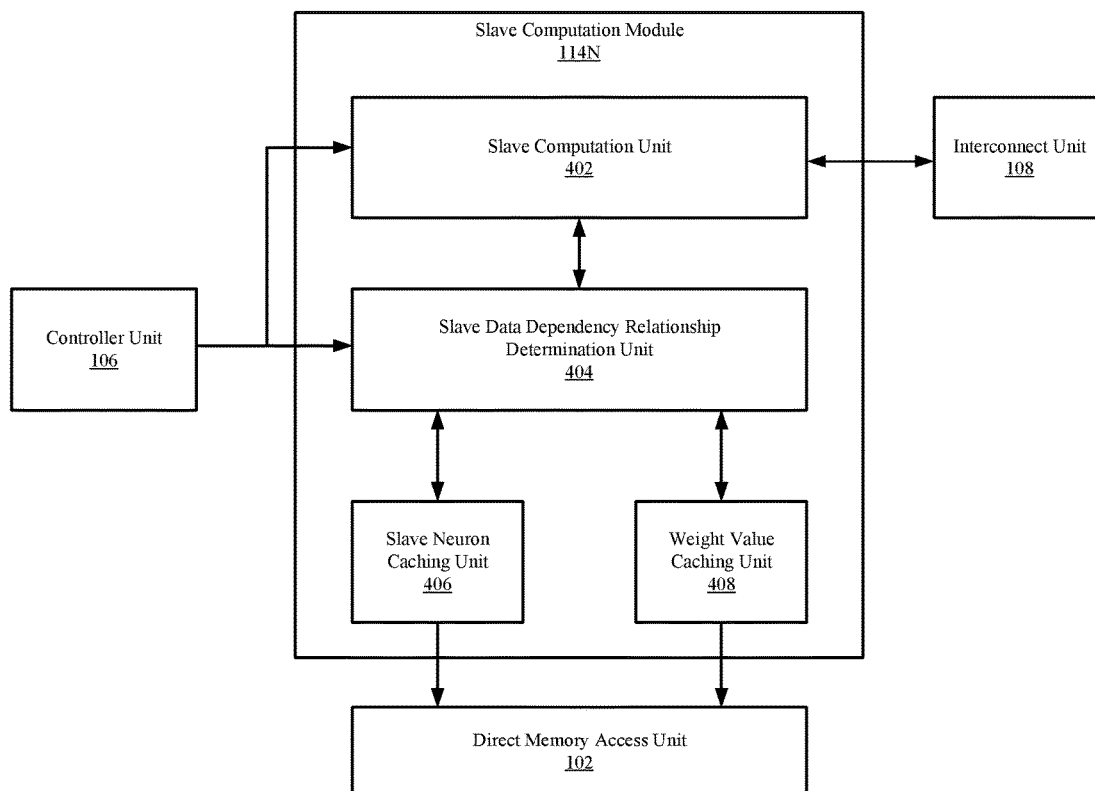 Slave Computation Module
114N
Slave Computation Unit
402
Interconnect Unit
108
Controller Unit
106
Slave Data Dependency Relationship
Determination Unit
404
Slave Neuron
Caching Unit
406
Weight Value
Caching Unit
408
Direct Memory Access Unit
102